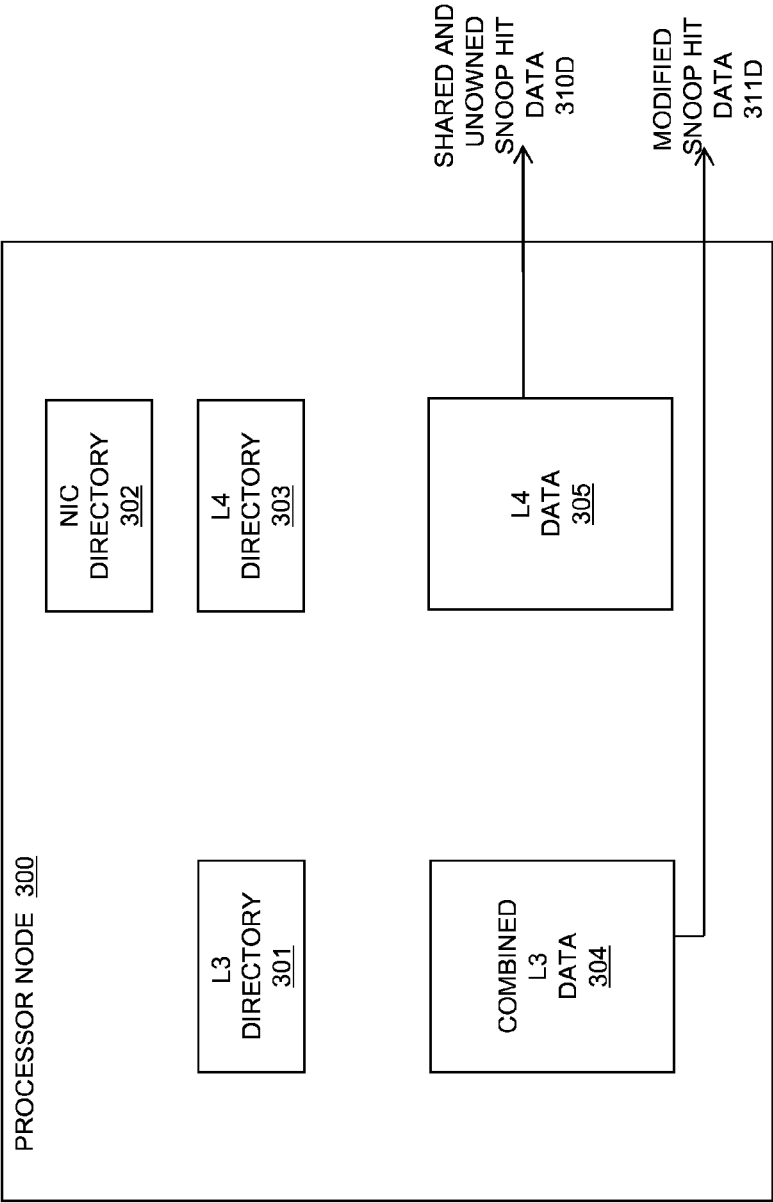 PROCESSOR NODE 300
NIC
DIRECTORY
302
L3
DIRECTORY
301
L4
DIRECTORY
303
COMBINED
L3
DATA
304
L4
DATA
305
SHARED AND
UNOWNED
SNOOP HIT
DATA
310D
MODIFIED
SNOOP HIT
DATA
311D